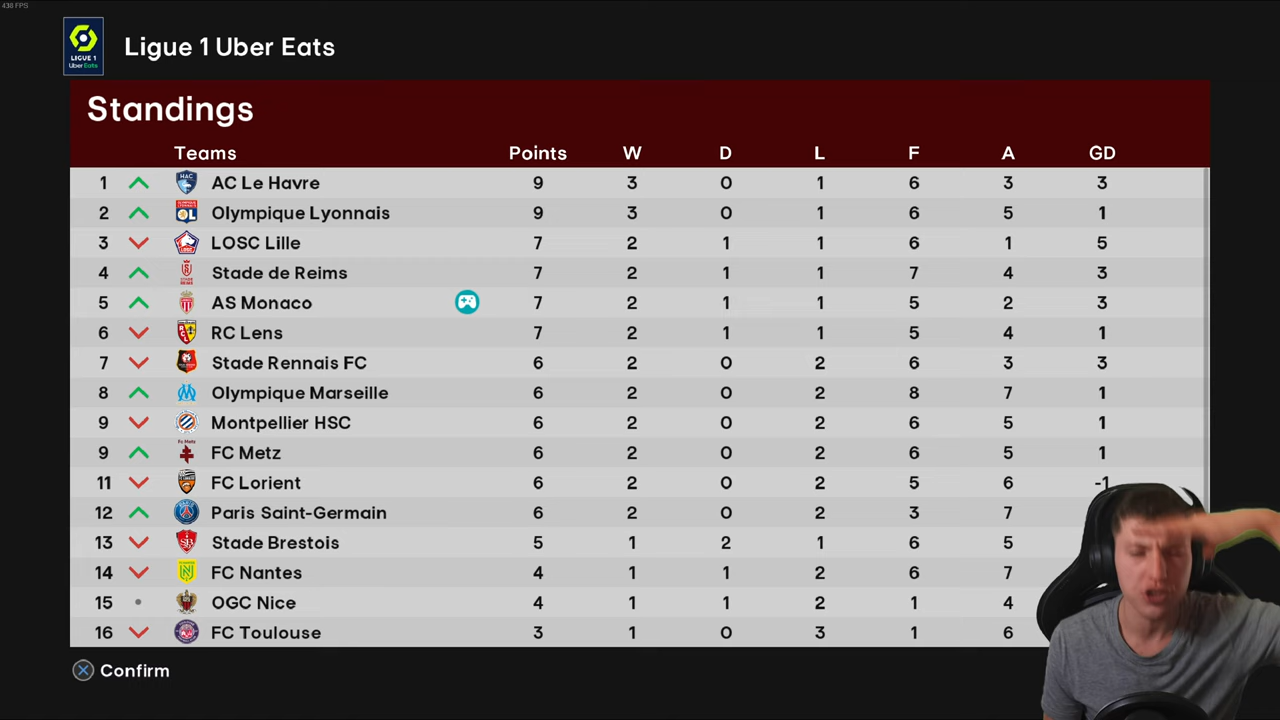 438 FPS
LIGUE 1
Uber Eats
Ligue 1 Uber Eats
Standings
Teams Points W D L F A GD
1 AC Le Havre 9 3 0 1 6 3 3
2 Olympique Lyonnais 9 3 0 1 6 5 1
3 LOSC Lille 7 2 1 1 6 1 5
4 Stade de Reims 7 2 1 1 7 4 3
5 AS Monaco 7 2 1 1 5 2 3
6 RC Lens 7 2 1 1 5 4 1
7 Stade Rennais FC 6 2 0 2 6 3 3
8 Olympique Marseille 6 2 0 2 8 7 1
9 Montpellier HSC 6 2 0 2 6 5 1
9 FC Metz 6 2 0 2 6 5 1
11 FC Lorient 6 2 0 2 5 6 -1
12 Paris Saint-Germain 6 2 0 2 3 7
13 Stade Brestois 5 1 2 1 6 5
14 FC Nantes 4 1 1 2 6 7
15 OGC Nice 4 1 1 2 1 4
16 FC Toulouse 3 1 0 3 1 6
Confirm